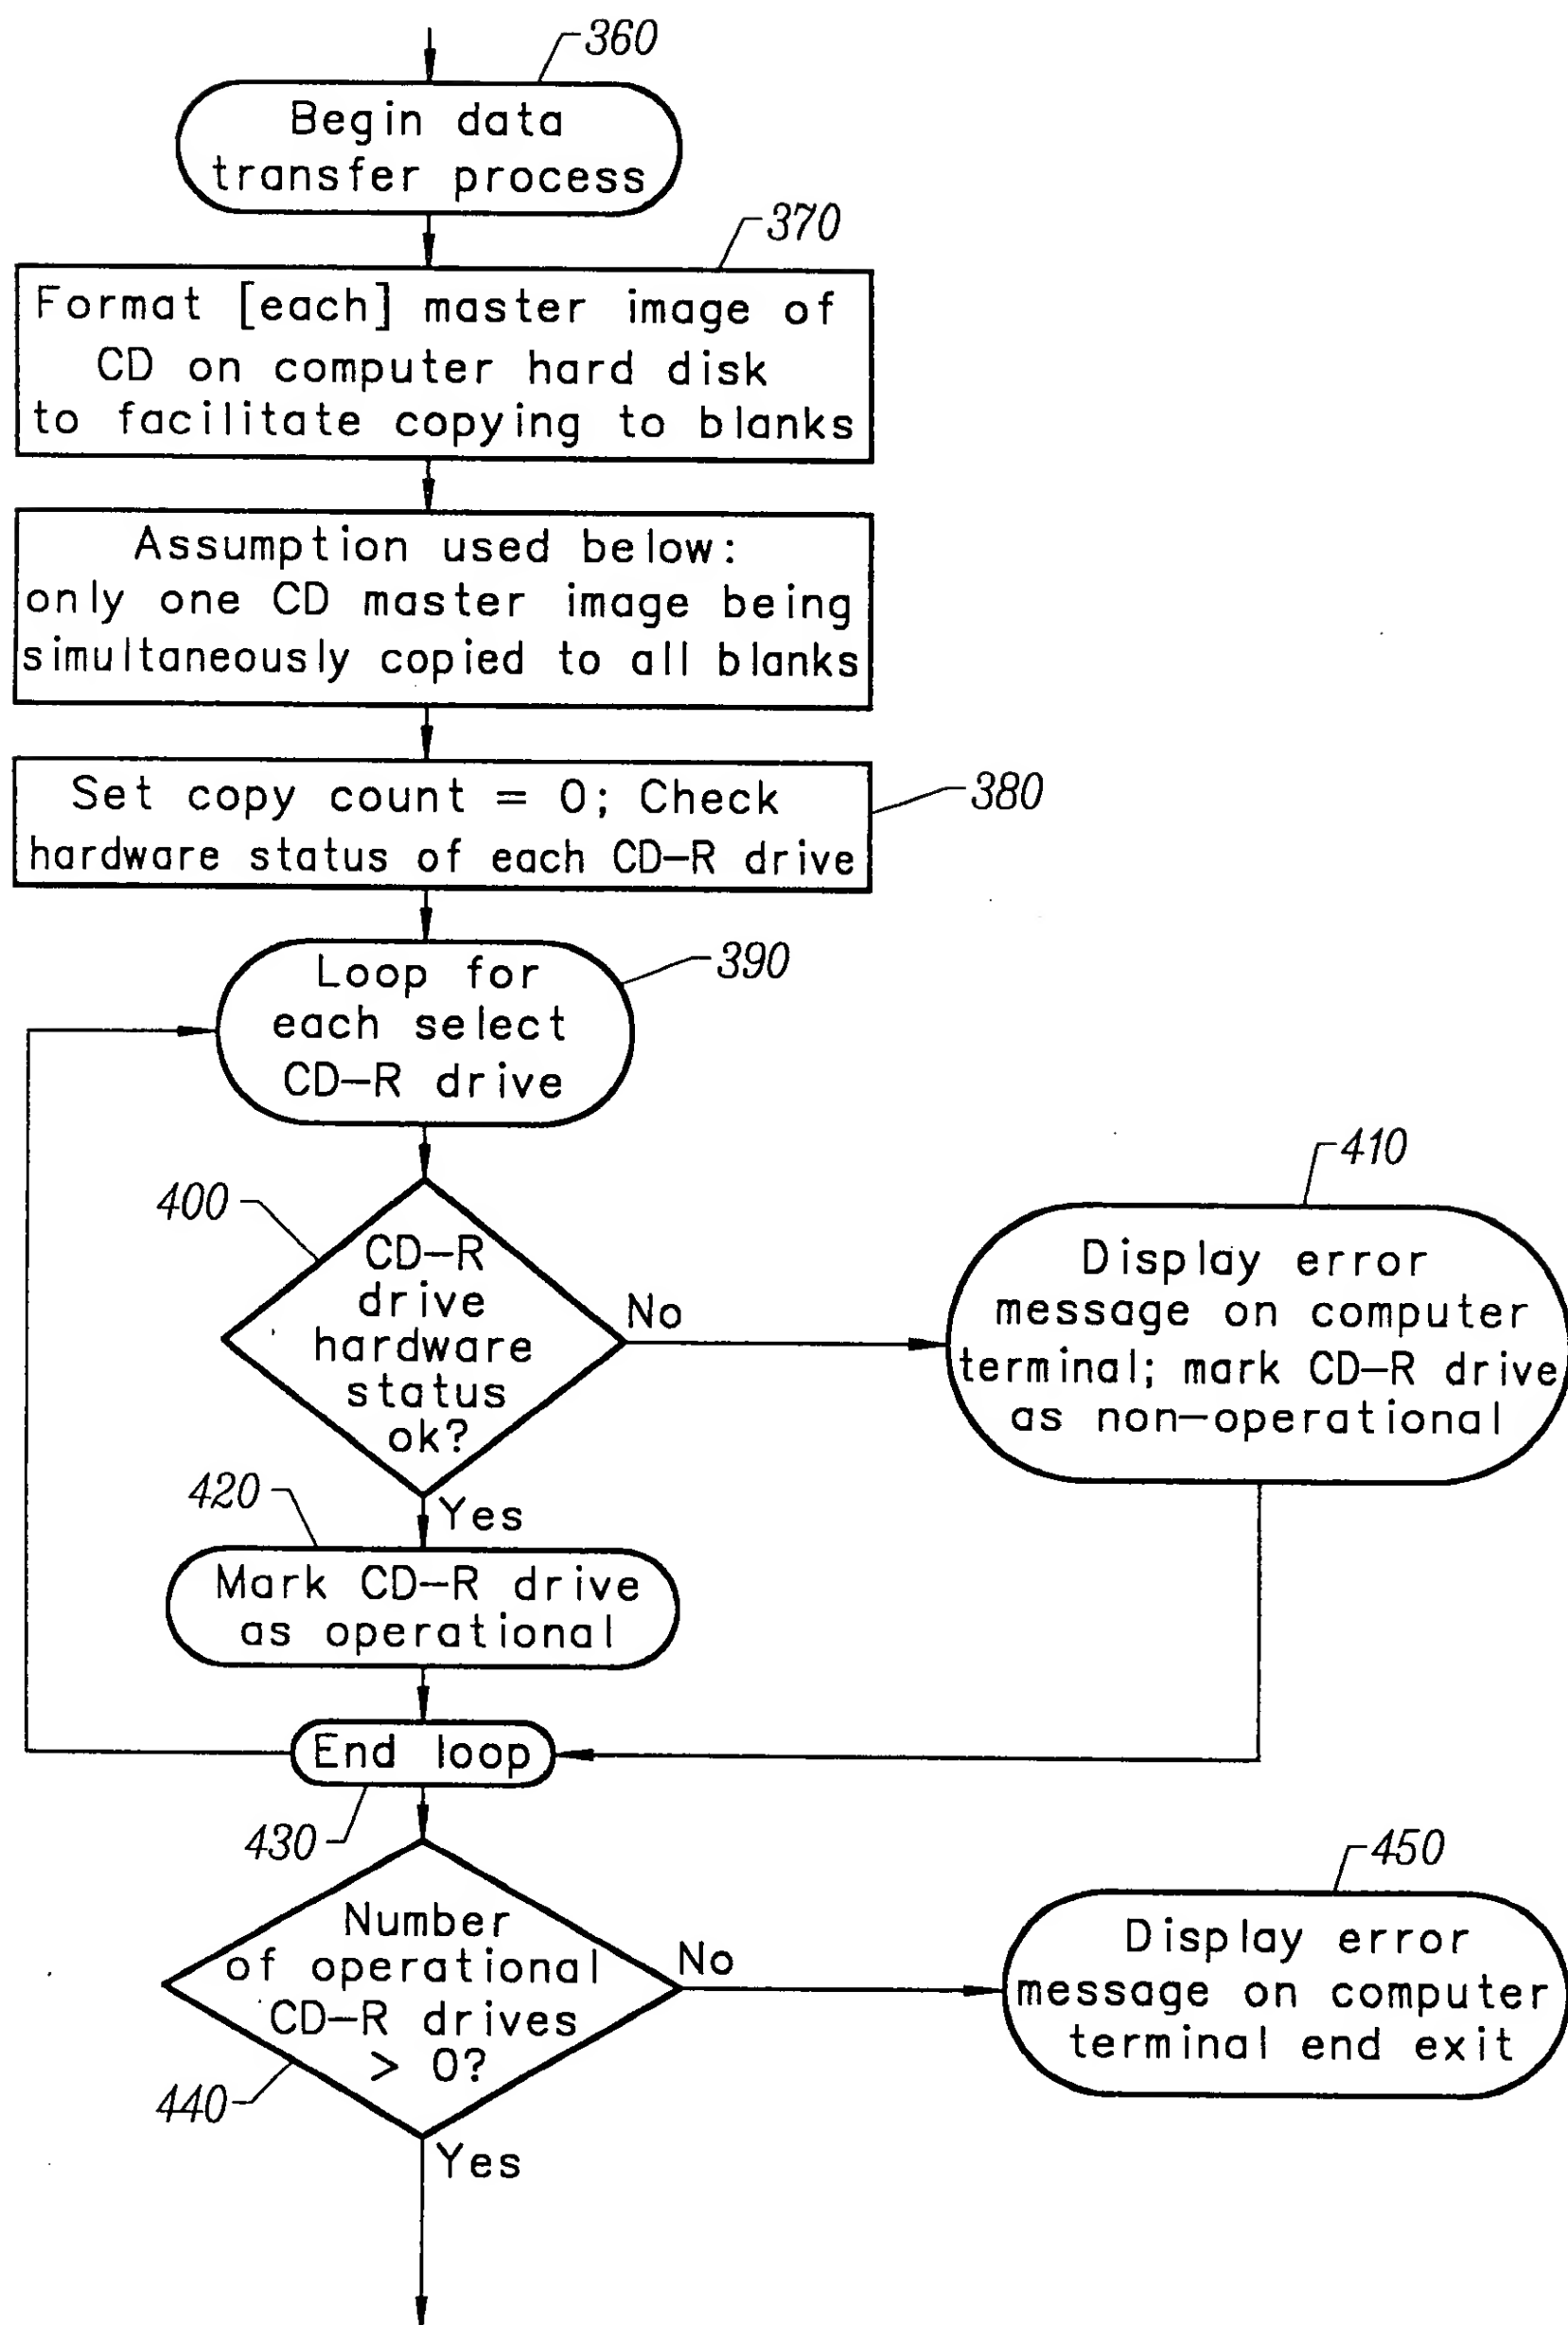 360
Begin data
transfer process
370
Format [each] master image of
CD on computer hard disk
to facilitate copying to blanks
Assumption used below:
only one CD master image being
simultaneously copied to all blanks
380
Set copy count = 0; Check
hardware status of each CD-R drive
390
Loop for
each select
CD-R drive
400
CD-R
drive
hardware
status
ok?
No
410
Display error
message on computer
terminal; mark CD-R drive
as non-operational
Yes
420
Mark CD-R drive
as operational
End loop
430
Number
of operational
CD-R drives
> 0?
440
No
450
Display error
message on computer
terminal end exit
Yes